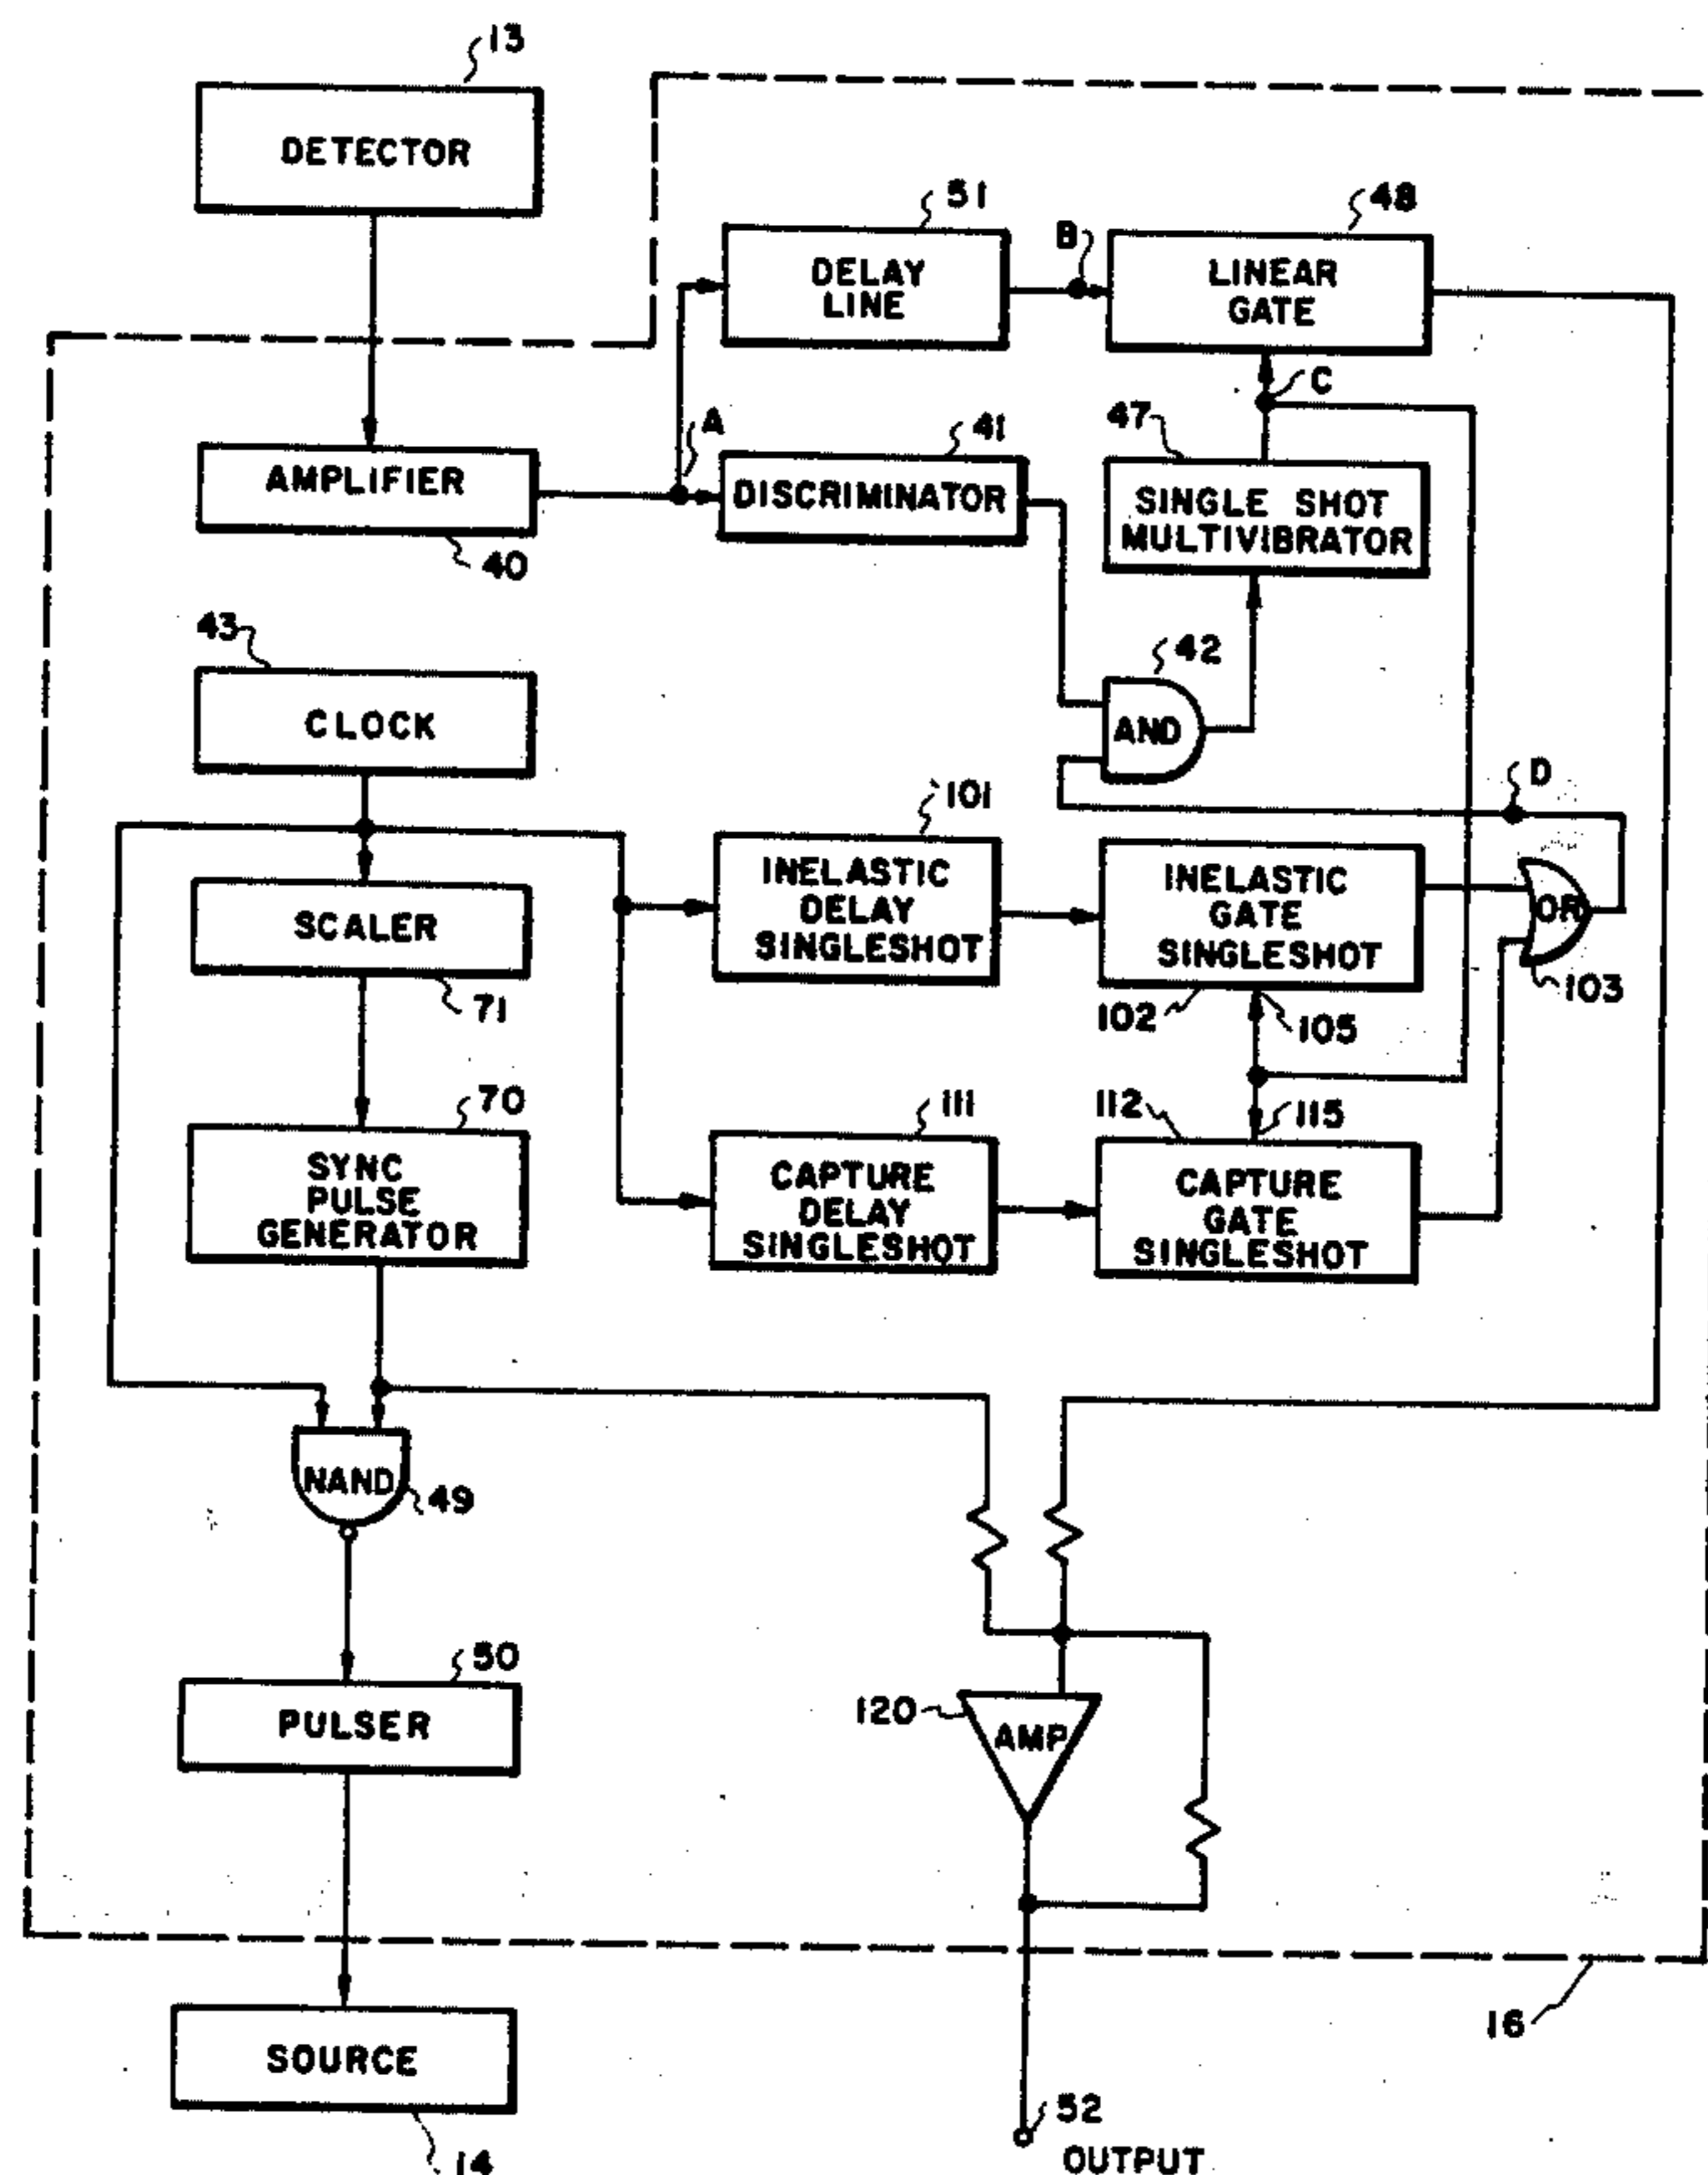 13
DETECTOR
51
DELAY
LINE
B
48
LINEAR
GATE
C
A
41
DISCRIMINATOR
47
SINGLE SHOT
MULTIVIBRATOR
AMPLIFIER
40
43
CLOCK
42
AND
D
101
INELASTIC
DELAY
SINGLESHOT
INELASTIC
GATE
SINGLESHOT
OR
103
102
105
SCALER
71
70
SYNC
PULSE
GENERATOR
111
CAPTURE
DELAY
SINGLESHOT
112
115
CAPTURE
GATE
SINGLESHOT
NAND
49
50
PULSER
120
AMP
SOURCE
14
16
52
OUTPUT